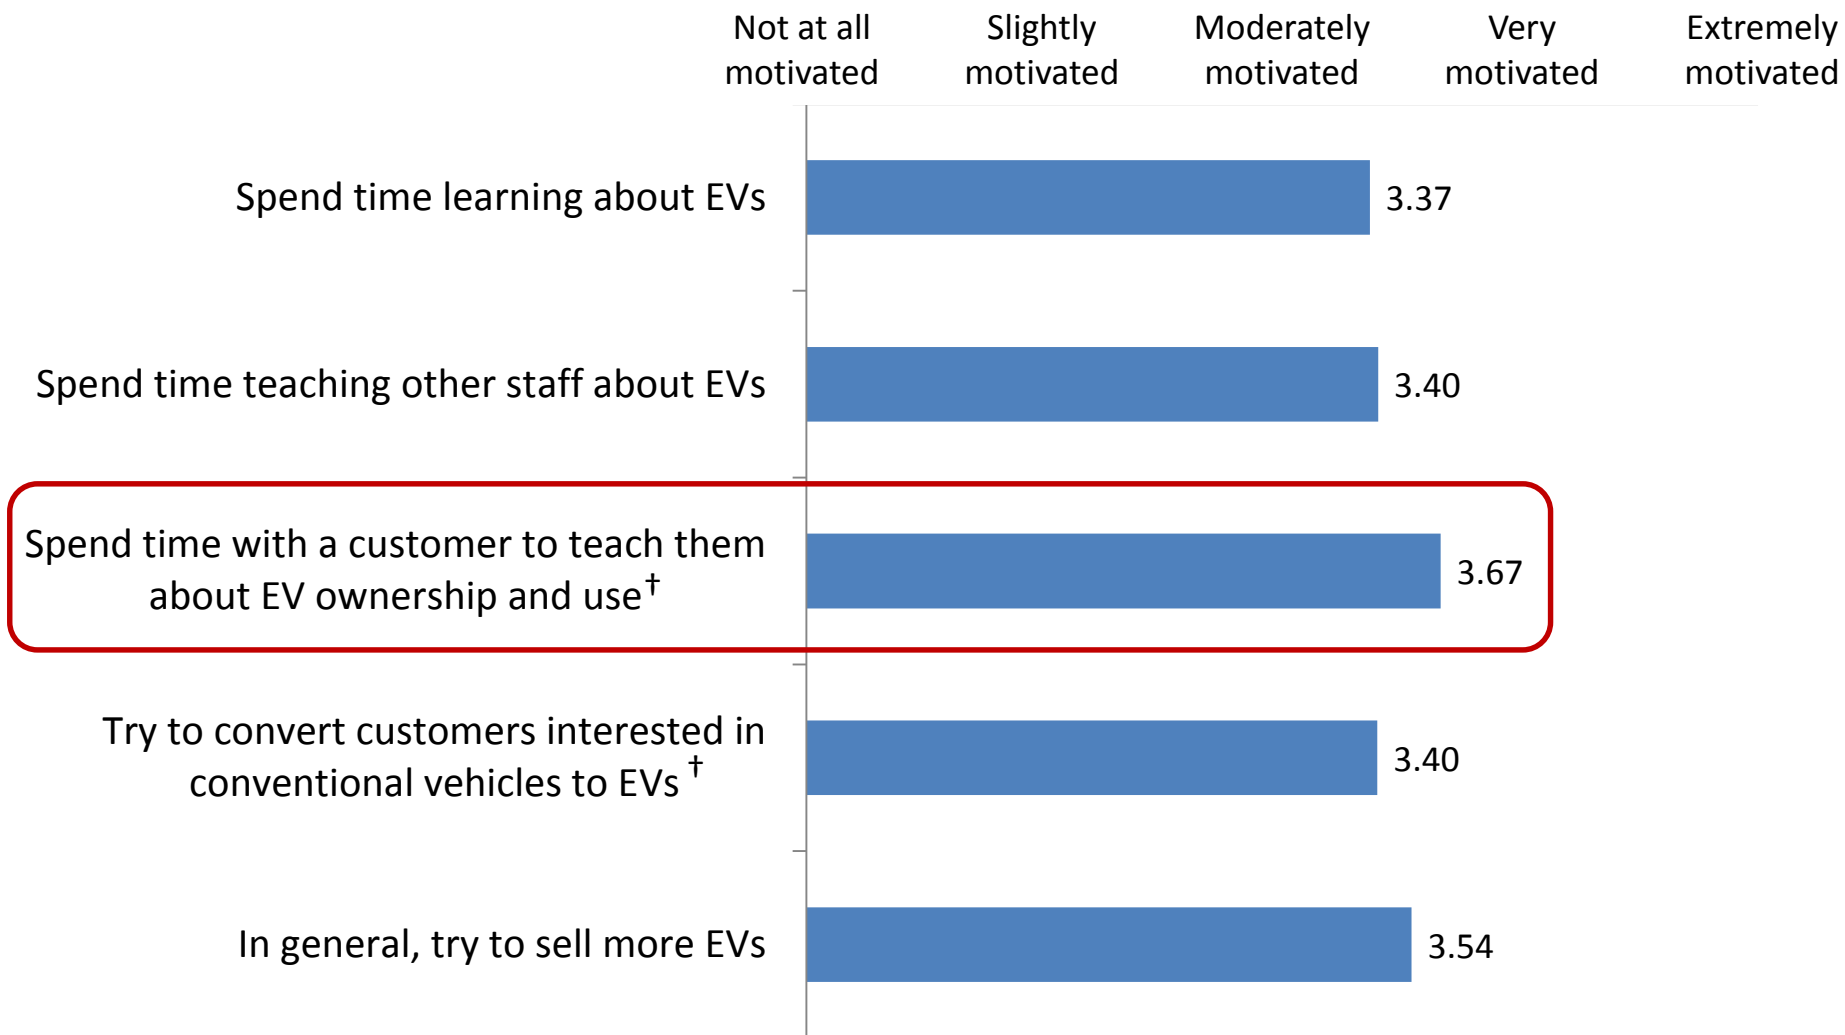 Not at all
motivated
Slightly
motivated
Moderately
motivated
Very
motivated
Extremely
motivated
Spend time learning about EVs
3.37
Spend time teaching other staff about EVs
3.40
Spend time with a customer to teach them
about EV ownership and use†
3.67
Try to convert customers interested in
conventional vehicles to EVs †
3.40
In general, try to sell more EVs
3.54